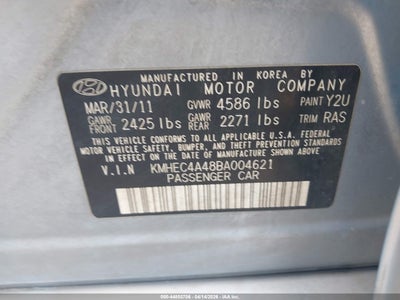 MANUFACTURED IN KOREA BY
HYUNDAI MOTOR COMPANY
MAR/31/11 GVWR 4586 lbs PAINT Y2U
GAWR FRONT 2425 lbs GAWR REAR 2271 lbs TRIM RAS
THIS VEHICLE CONFORMS TO ALL APPLICABLE U.S.A. FEDERAL
MOTOR VEHICLE SAFETY, BUMPER, AND THEFT PREVENTION
STANDARDS IN EFFECT ON THE DATE OF MANUFACTURE
SHOWN ABOVE.
V.I.N KMHEC4A48BA004621
PASSENGER CAR